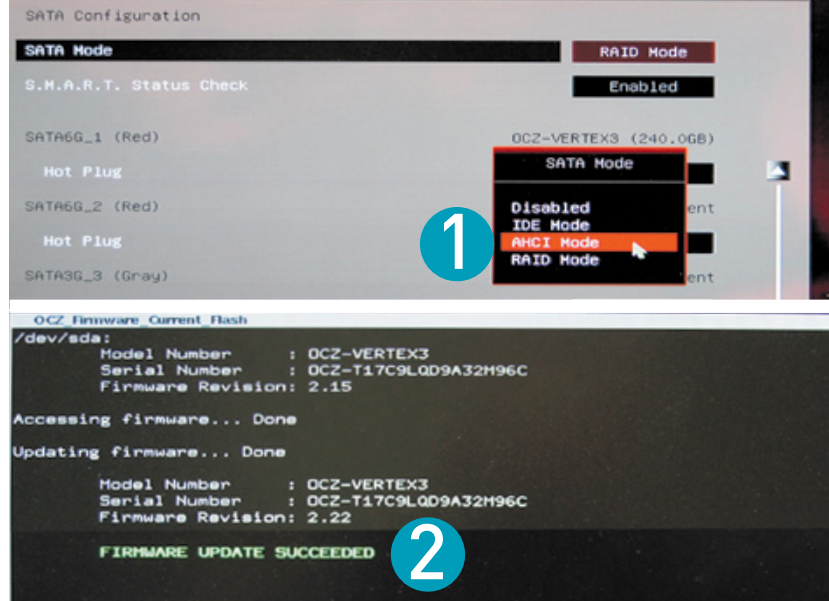 SATA Configuration
SATA Mode RAID Mode
S.M.A.R.T. Status Check Enabled
SATA6G_1 (Red) OCZ-VERTEX3 (240.0GB)
SATA Mode
Hot Plug
SATA6G_2 (Red) Disabled ent
IDE Mode
Hot Plug 1 AHCI Mode
RAID Mode
SATA3G_3 (Gray) ent
OCZ_Firmware_Current_Flash
/dev/sda:
Model Number : OCZ-VERTEX3
Serial Number : OCZ-T17C9LQD9A32M96C
Firmware Revision: 2.15
Accessing firmware... Done
Updating firmware... Done
Model Number : OCZ-VERTEX3
Serial Number : OCZ-T17C9LQD9A32M96C
Firmware Revision: 2.22
FIRMWARE UPDATE SUCCEEDED 2